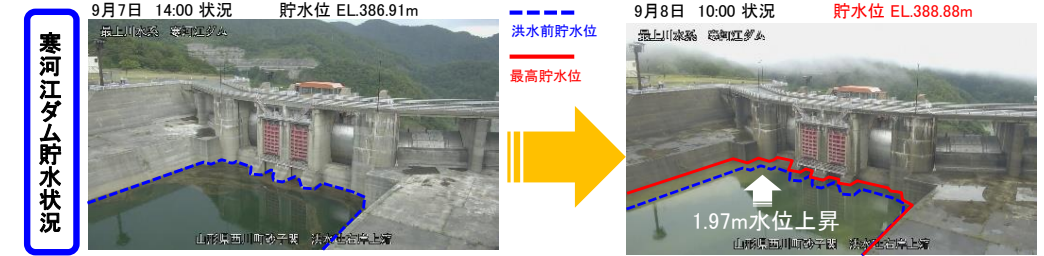 寒河江ダム貯水状況
9月7日 14:00 状況 貯水位 EL.386.91m
最上川水系 寒河江ダム
山形県西川町砂子関 洪水吐右岸上流
洪水前貯水位
最高貯水位
9月8日 10:00 状況 貯水位 EL.388.88m
最上川水系 寒河江ダム
1.97m水位上昇
山形県西川町砂子関 洪水吐右岸上流